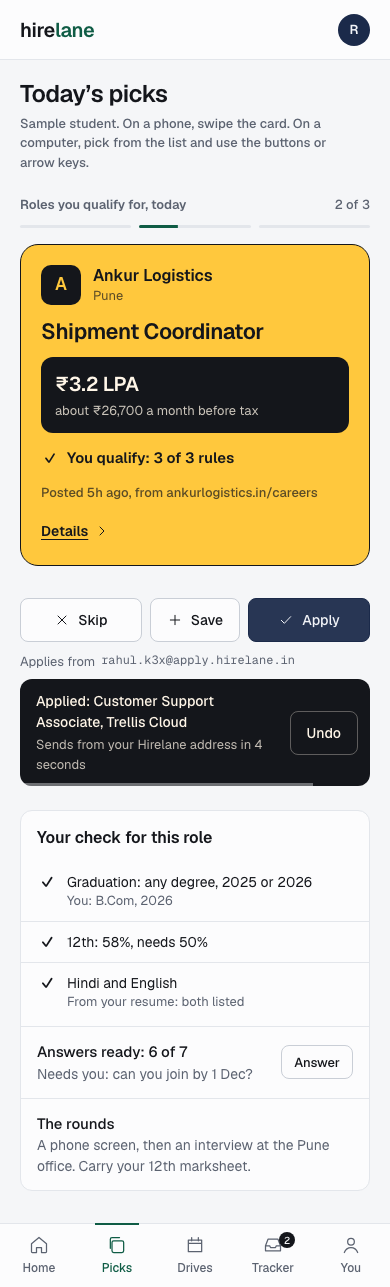 hirelane
R
Today's picks
Sample student. On a phone, swipe the card. On a
computer, pick from the list and use the buttons or
arrow keys.
Roles you qualify for, today
2 of 3
A
Ankur Logistics
Pune
Shipment Coordinator
₹3.2 LPA
about ₹26,700 a month before tax
You qualify: 3 of 3 rules
Posted 5h ago, from ankurlogistics.in/careers
Details
Skip
Save
Apply
Applies from rahul.k3x@apply.hirelane.in
Applied: Customer Support
Associate, Trellis Cloud
Sends from your Hirelane address in 4
seconds
Undo
Your check for this role
Graduation: any degree, 2025 or 2026
You: B.Com, 2026
12th: 58%, needs 50%
Hindi and English
From your resume: both listed
Answers ready: 6 of 7
Needs you: can you join by 1 Dec?
Answer
The rounds
A phone screen, then an interview at the Pune
office. Carry your 12th marksheet.
2
Home
Picks
Drives
Tracker
You